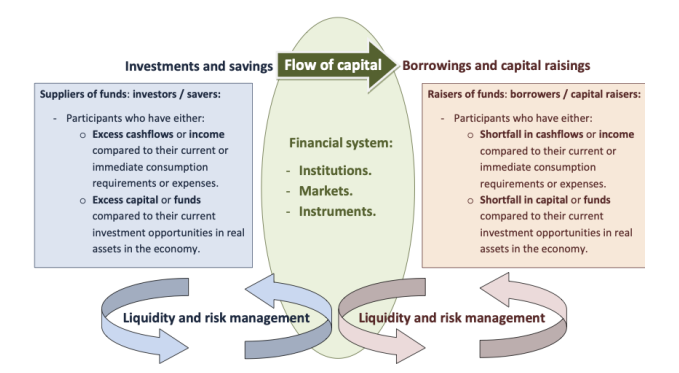 Investments and savings
Flow of capital
Borrowings and capital raisings
Suppliers of funds: investors / savers:
- Participants who have either:
o Excess cashflows or income
compared to their current or
immediate consumption
requirements or expenses.
o Excess capital or funds
compared to their current
investment opportunities in real
assets in the economy.
Financial system:
- Institutions.
- Markets.
- Instruments.
Raisers of funds: borrowers / capital raisers:
- Participants who have either:
o Shortfall in cashflows or income
compared to their current or
immediate consumption
requirements or expenses.
o Shortfall in capital or funds
compared to their current
investment opportunities in real
assets in the economy.
Liquidity and risk management
Liquidity and risk management